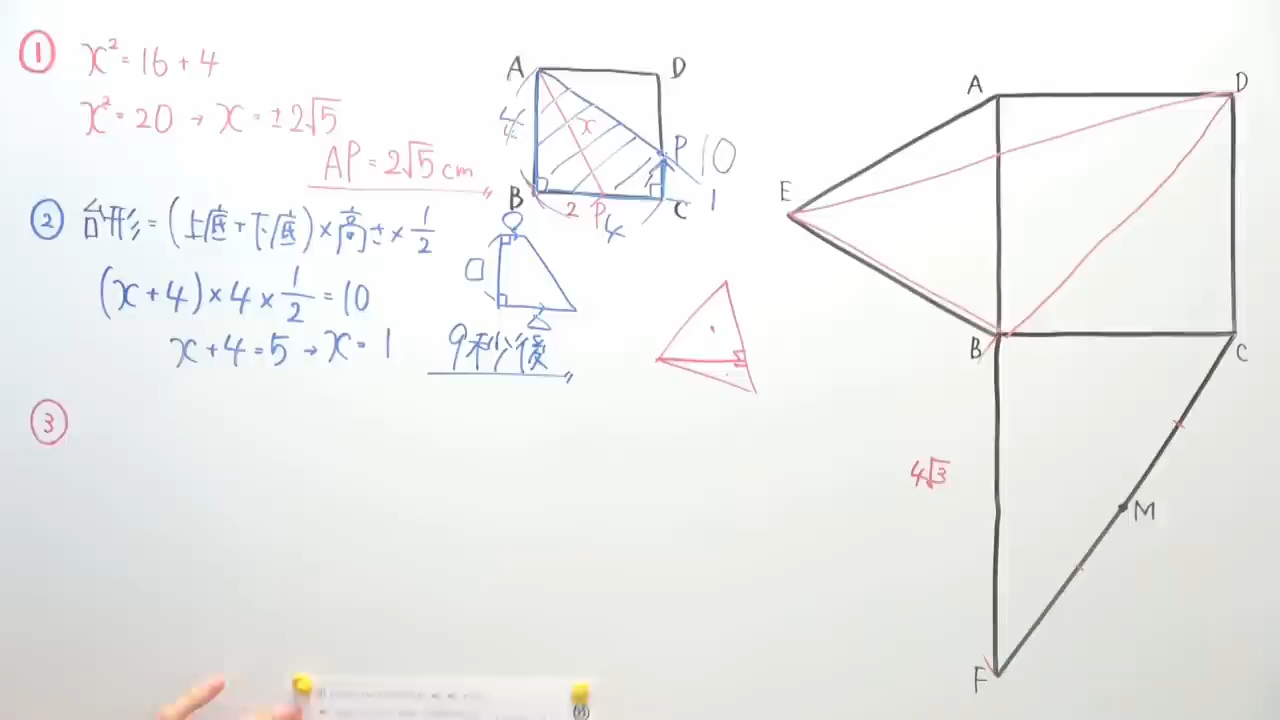 ① x²=16+4
x²=20→x=±2√5
AP=2√5cm
② 台形=(上底+下底)×高さ×1/2
(x+4)×4×1/2=10
x+4=5→x=1
9秒後
③
A
D
4
x
P
10
B
2
P
4
C
1
A
D
E
B
C
4√3
M
F